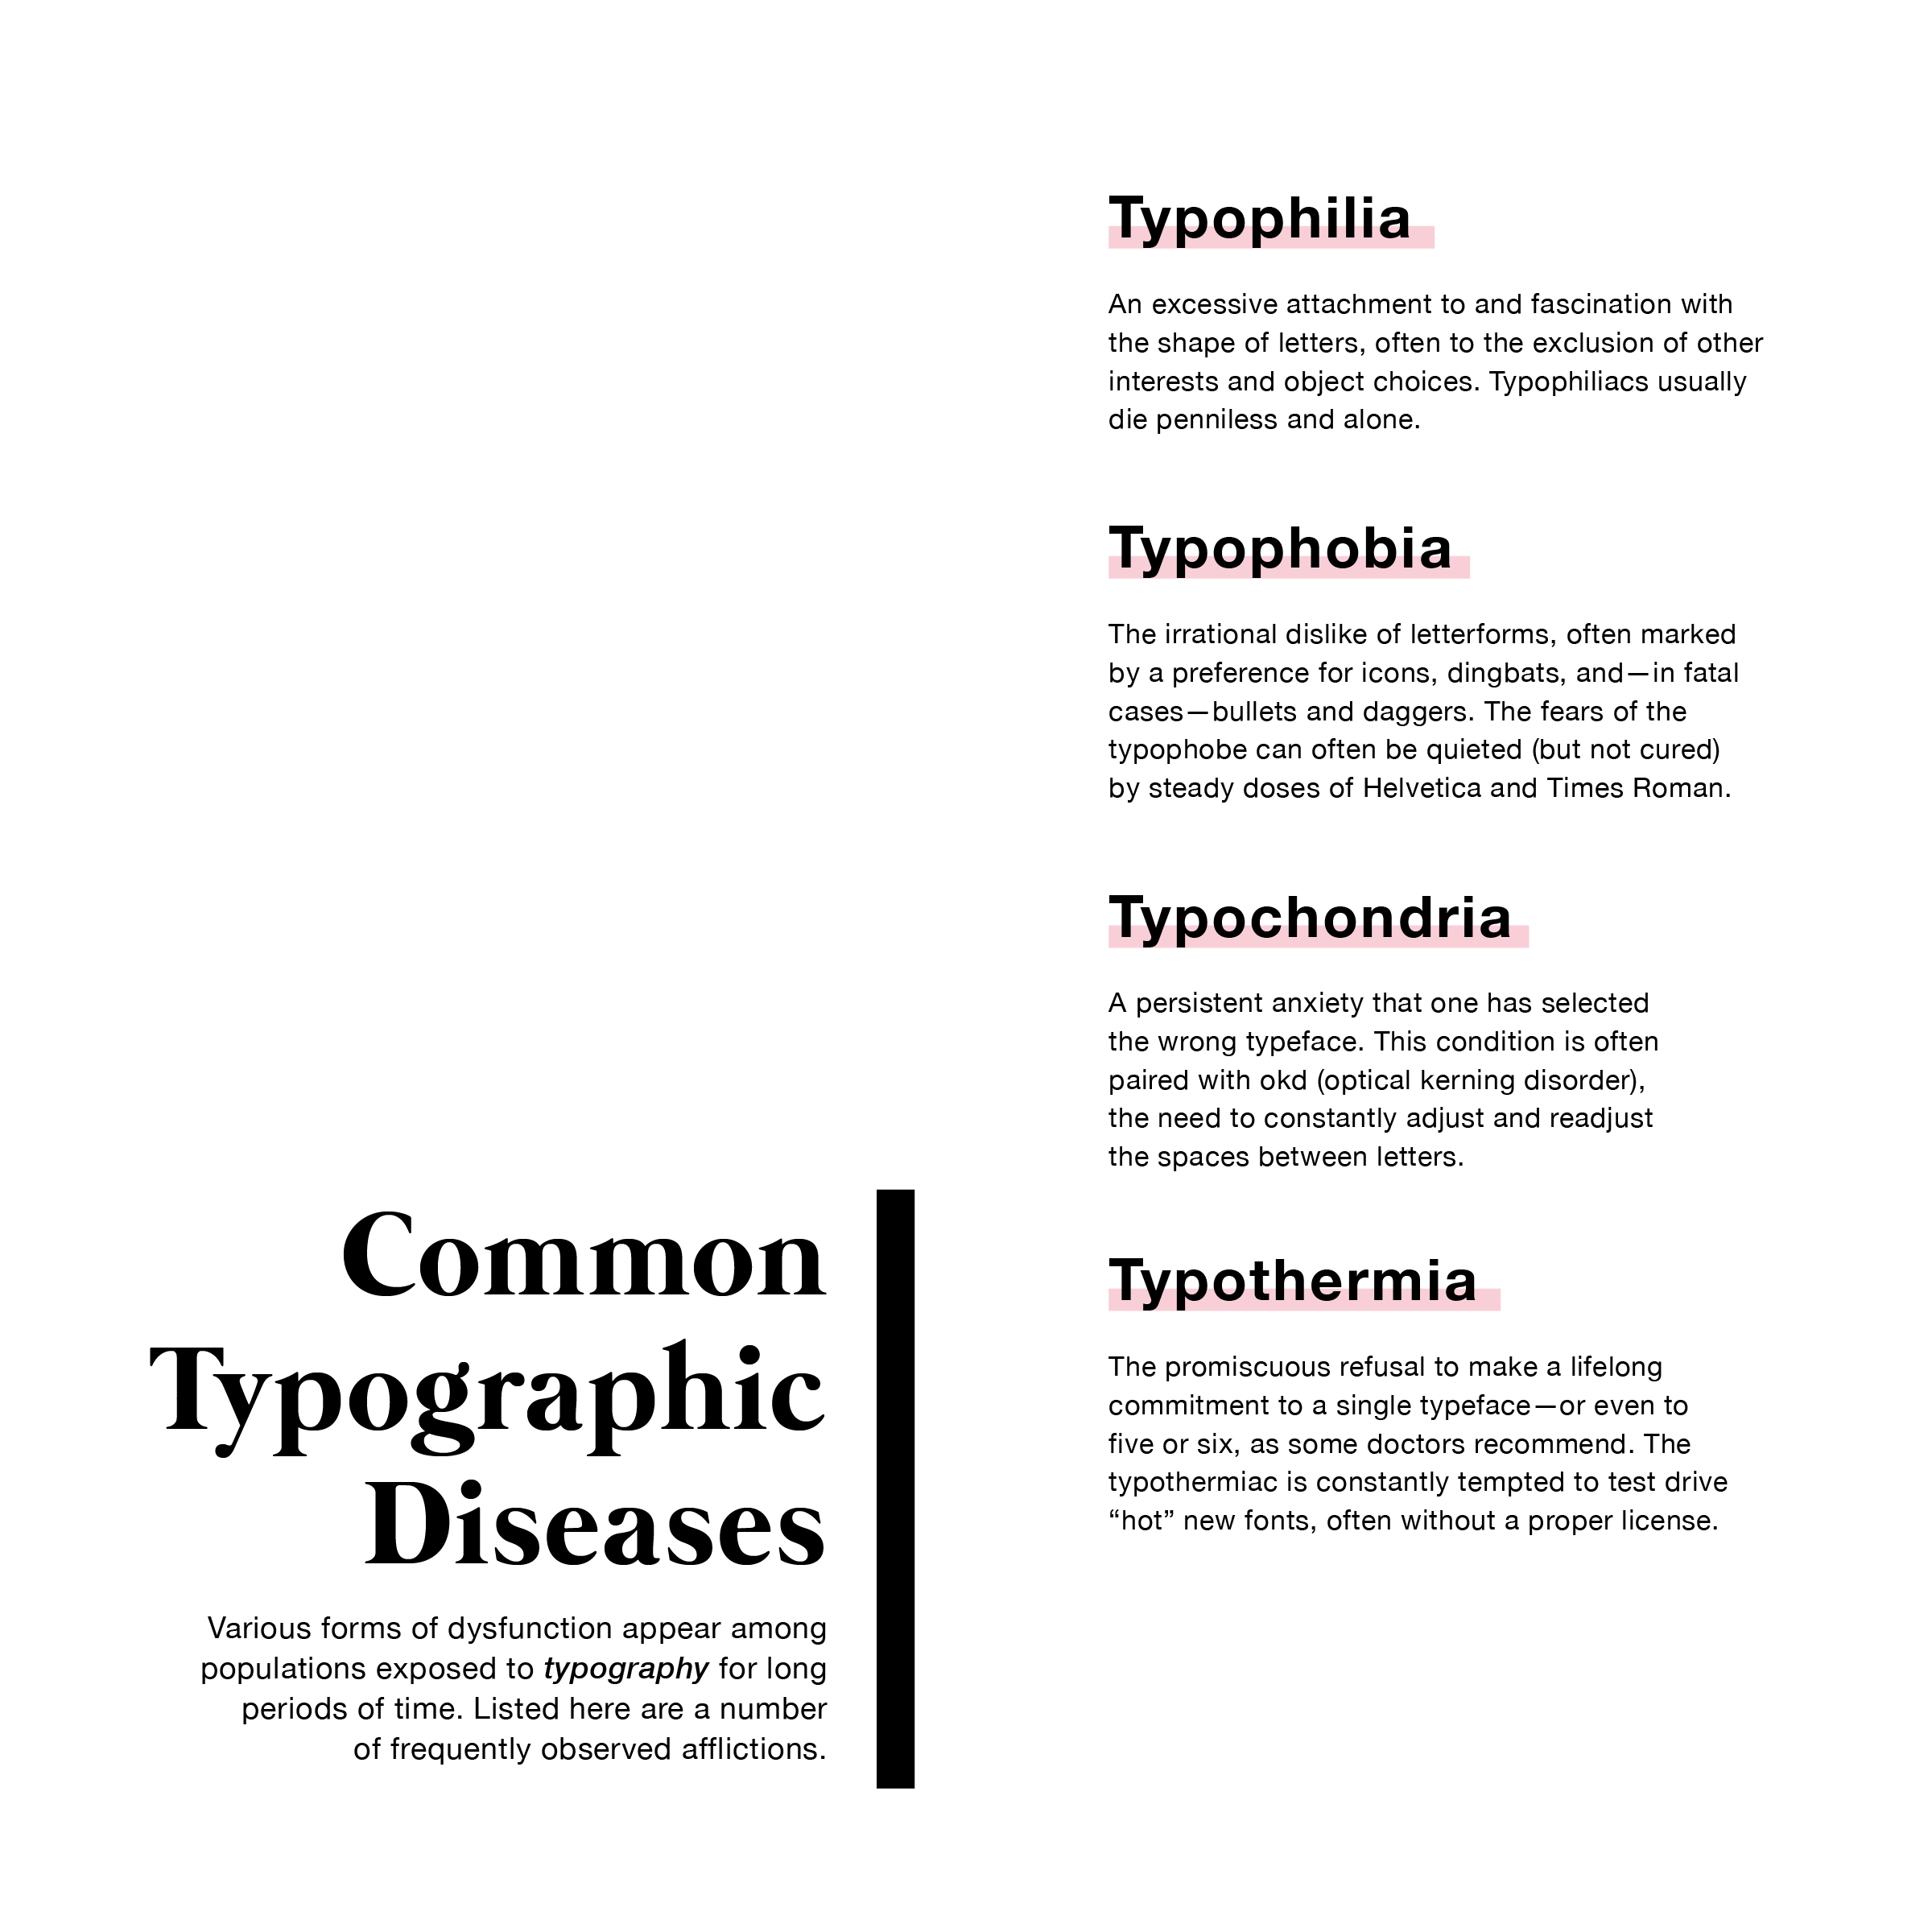 Common
Typographic
Diseases
Various forms of dysfunction appear among
populations exposed to typography for long
periods of time. Listed here are a number
of frequently observed afflictions.
Typophilia
An excessive attachment to and fascination with
the shape of letters, often to the exclusion of other
interests and object choices. Typophiliacs usually
die penniless and alone.
Typophobia
The irrational dislike of letterforms, often marked
by a preference for icons, dingbats, and—in fatal
cases—bullets and daggers. The fears of the
typophobe can often be quieted (but not cured)
by steady doses of Helvetica and Times Roman.
Typochondria
A persistent anxiety that one has selected
the wrong typeface. This condition is often
paired with okd (optical kerning disorder),
the need to constantly adjust and readjust
the spaces between letters.
Typothermia
The promiscuous refusal to make a lifelong
commitment to a single typeface—or even to
five or six, as some doctors recommend. The
typothermiac is constantly tempted to test drive
“hot” new fonts, often without a proper license.